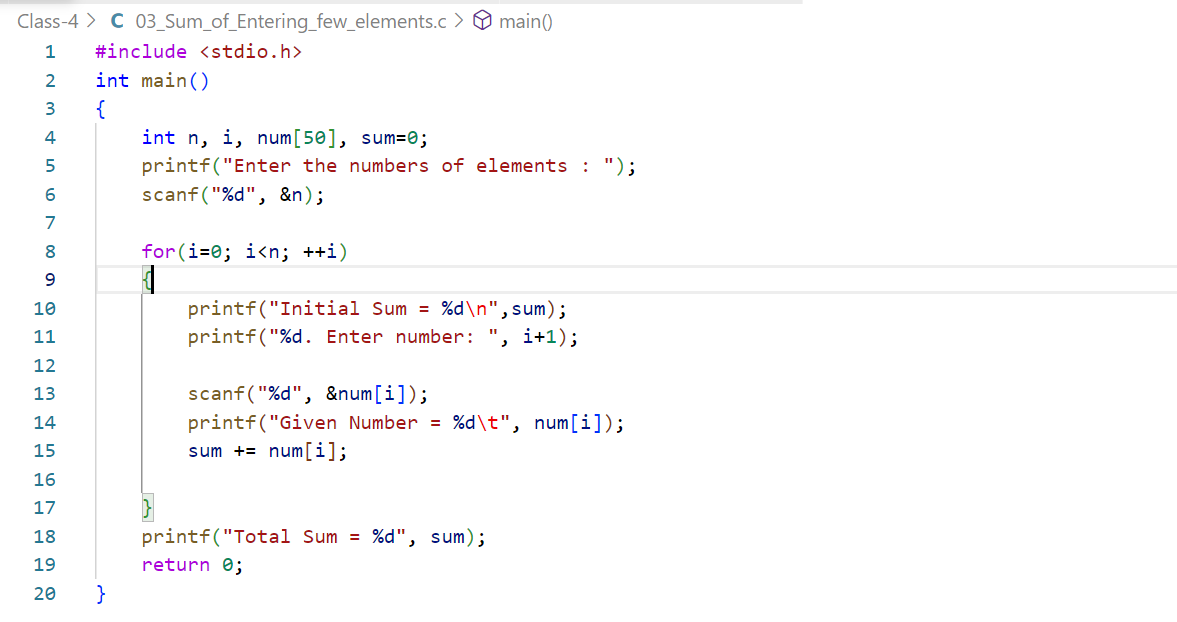 Class-4 > C 03_Sum_of_Entering_few_elements.c > main()
1 #include <stdio.h>
2 int main()
3 {
4     int n, i, num[50], sum=0;
5     printf("Enter the numbers of elements : ");
6     scanf("%d", &n);
7
8     for(i=0; i<n; ++i)
9     {
10         printf("Initial Sum = %d\n",sum);
11         printf("%d. Enter number: ", i+1);
12
13         scanf("%d", &num[i]);
14         printf("Given Number = %d\t", num[i]);
15         sum += num[i];
16
17     }
18     printf("Total Sum = %d", sum);
19     return 0;
20 }